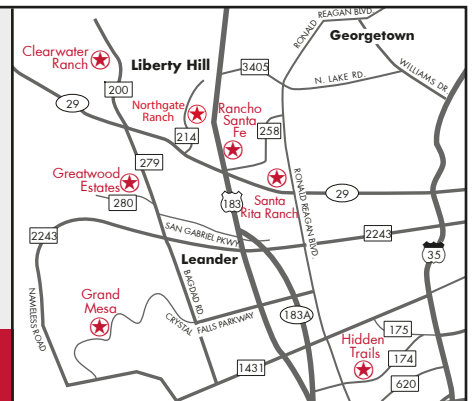 RONALD REAGAN BLVD.
Georgetown
Clearwater
Ranch
Liberty Hill
3405
WILLIAMS DR.
N. LAKE RD.
200
29
Northgate
Ranch
Rancho
Santa
Fe
214
258
279
Greatwood
Estates
280
183
Santa
Rita Ranch
RONALD REAGAN BLVD.
29
SAN GABRIEL PKWY.
2243
2243
35
Leander
BAGDAD RD.
NAMELESS ROAD
Grand
Mesa
CRYSTAL FALLS PARKWAY
183A
175
Hidden
Trails
174
1431
620